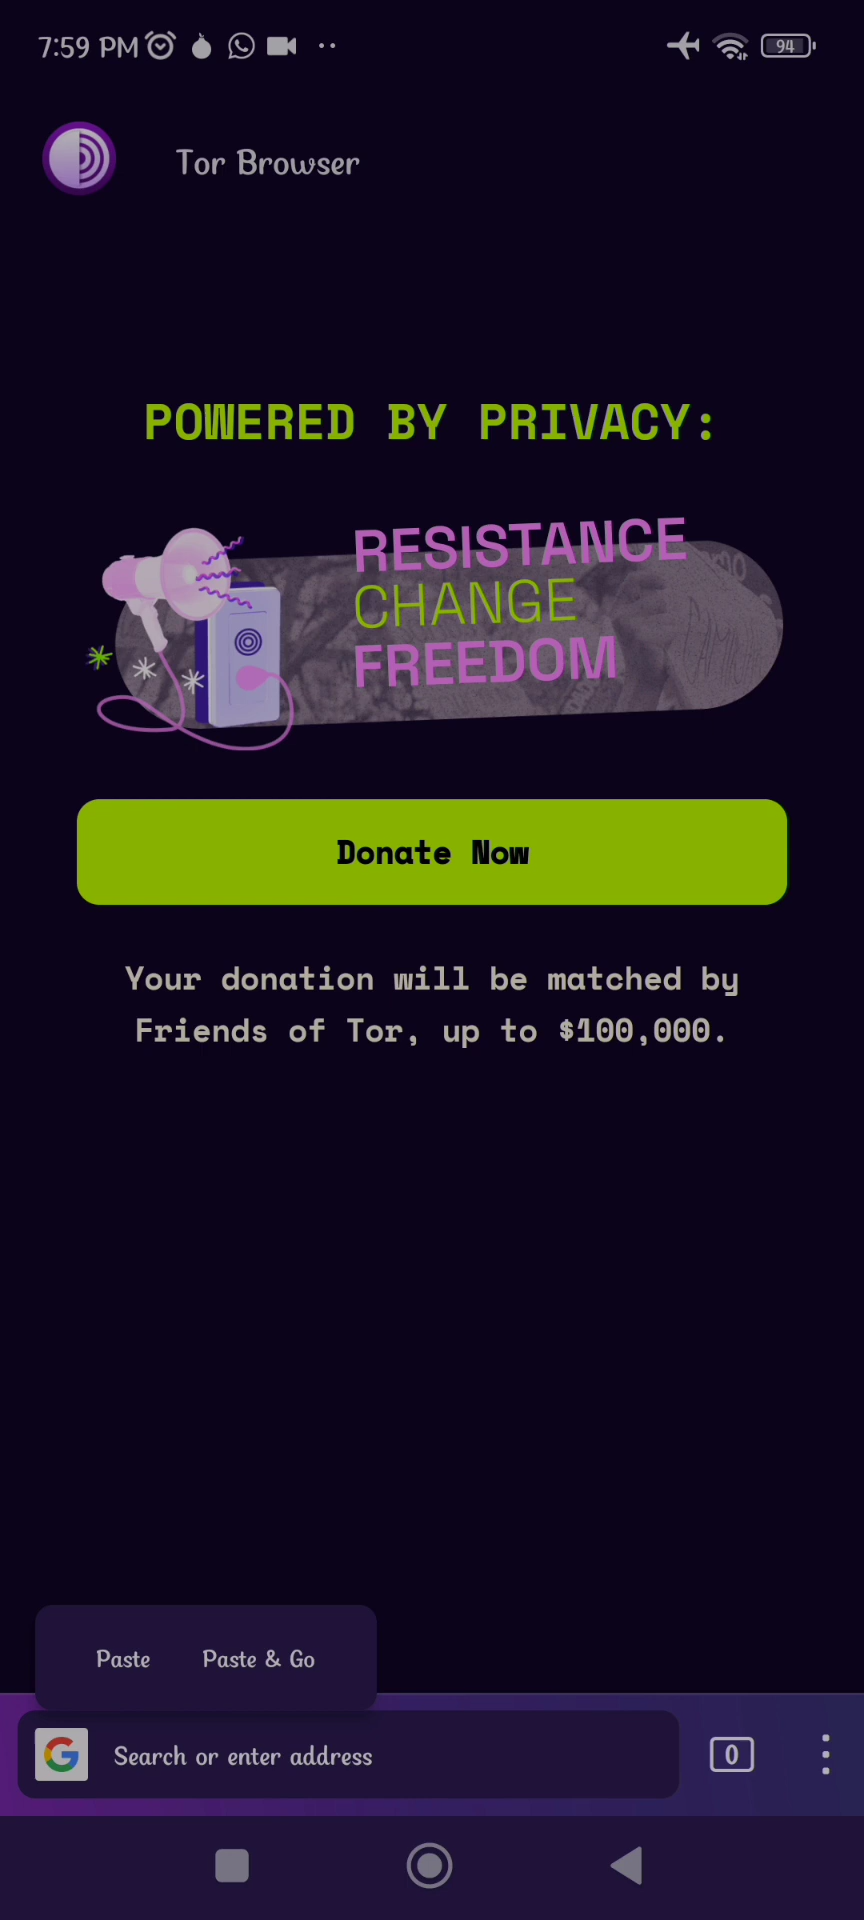 7:59 PM
94
Tor Browser
POWERED BY PRIVACY:
RESISTANCE
CHANGE
FREEDOM
Donate Now
Your donation will be matched by
Friends of Tor, up to $100,000.
Paste Paste & Go
Search or enter address
0